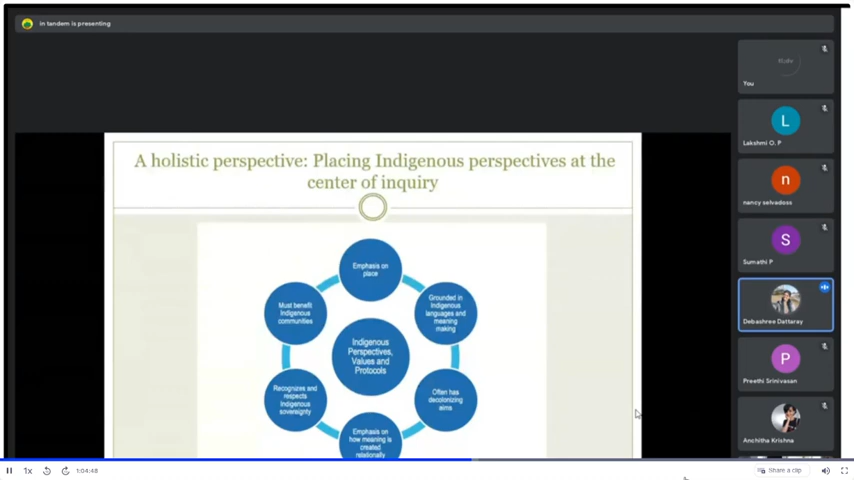 in tandem is presenting
A holistic perspective: Placing Indigenous perspectives at the
center of inquiry
Emphasis on
place
Grounded in
Indigenous
languages and
meaning
making
Often has
decolonizing
aims
Emphasis on
how meaning is
created
relationally
Recognizes and
respects
Indigenous
sovereignty
Must benefit
Indigenous
communities
Indigenous
Perspectives,
Values and
Protocols
You
L
Lakshmi O. P
n
nancy selvadoss
S
Sumathi P
Debashree Dattaray
P
Preethi Srinivasan
Anchitha Krishna
1x
1:04:48
Share a clip